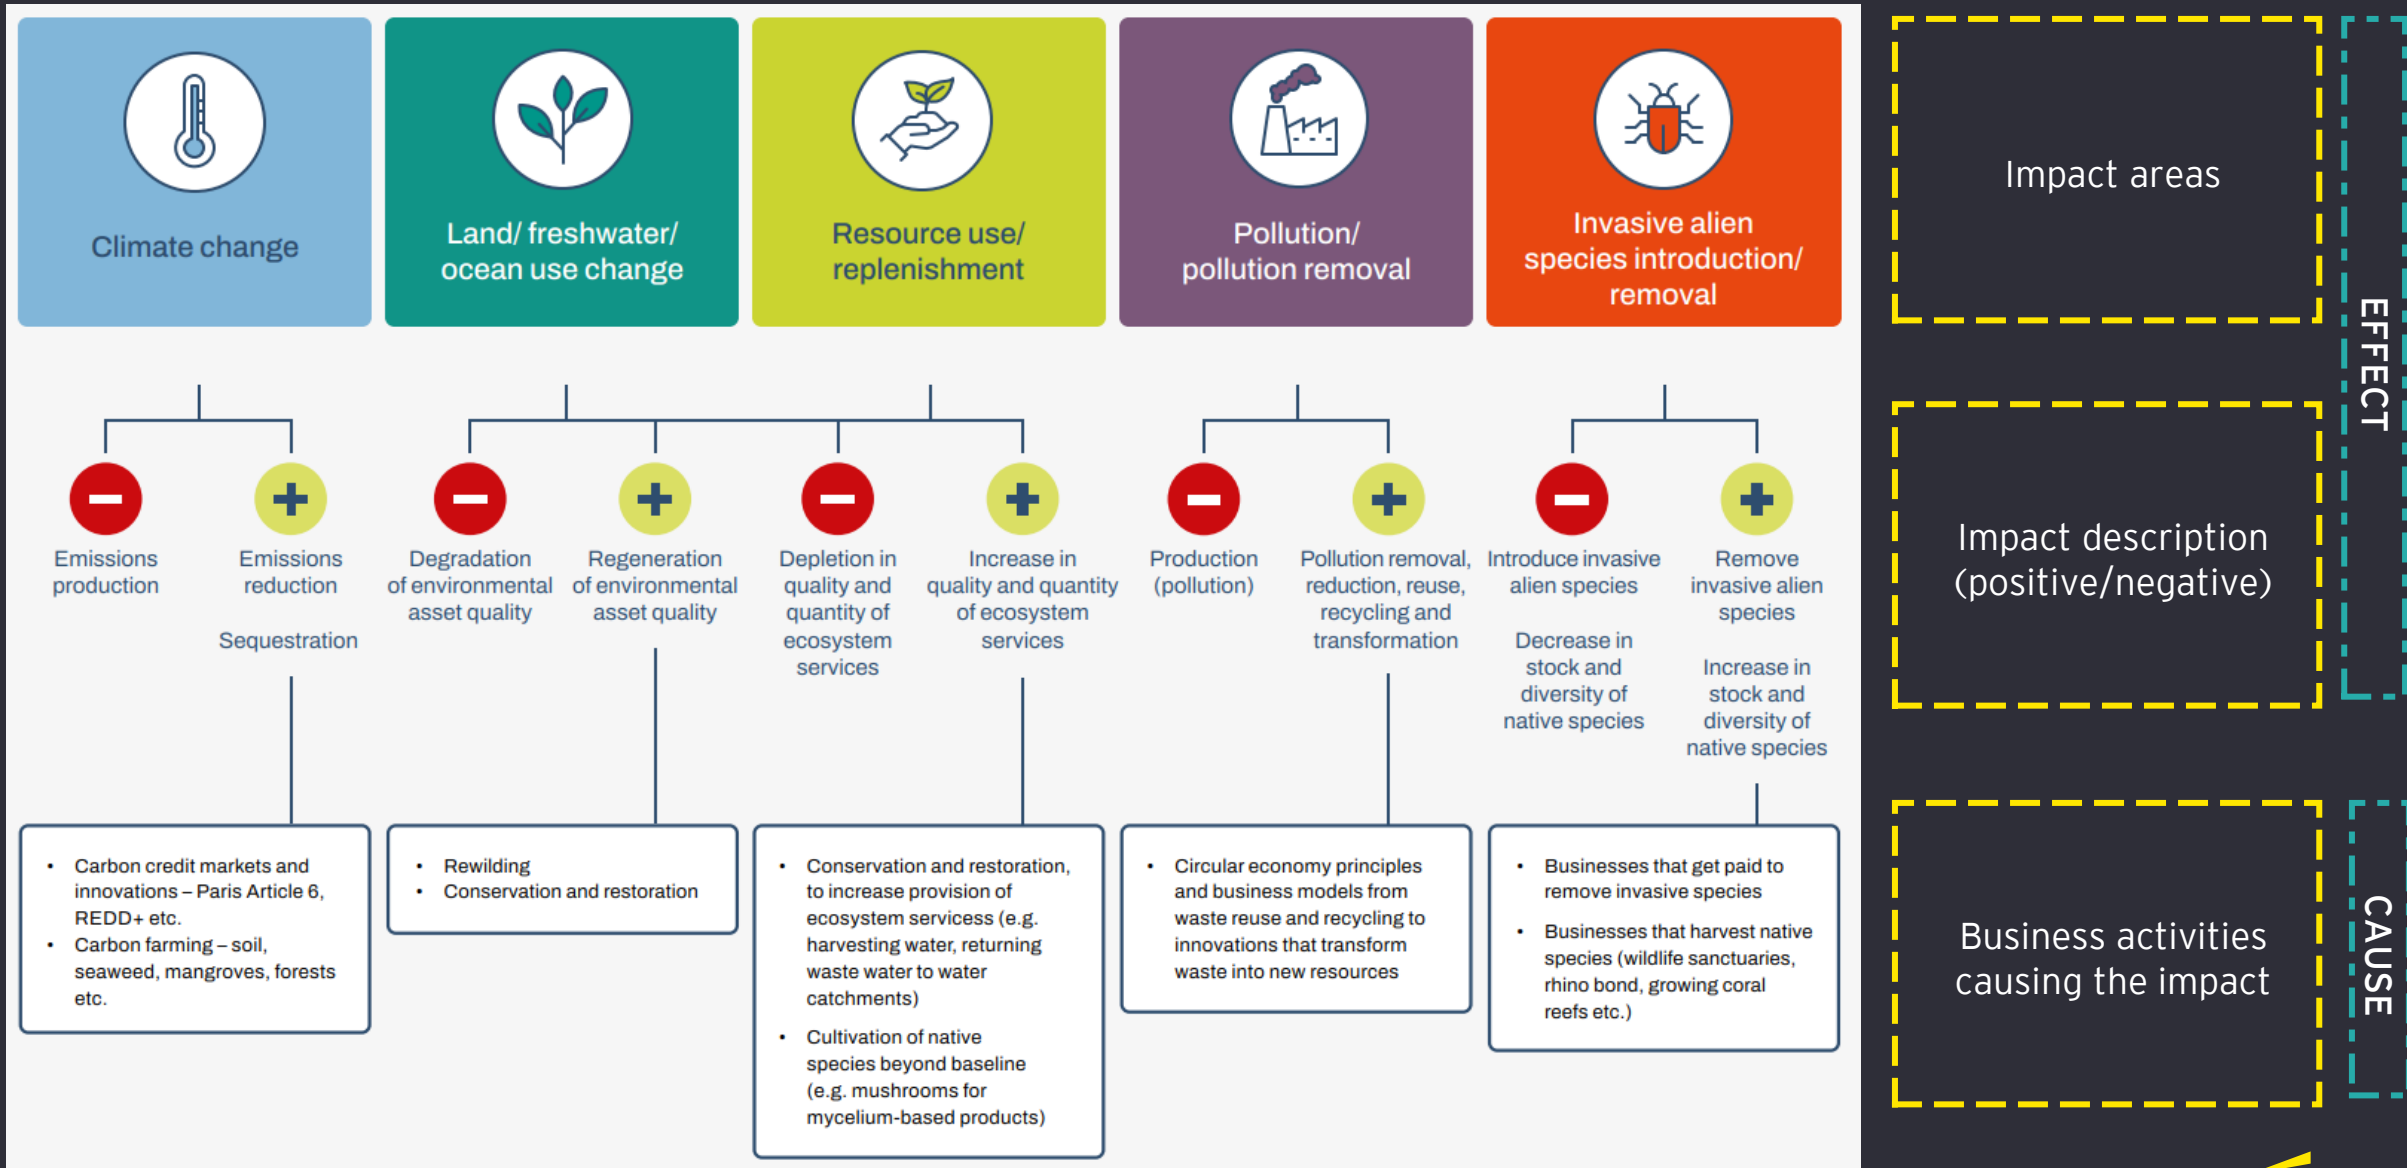 Climate change
Land/ freshwater/
ocean use change
Resource use/
replenishment
Pollution/
pollution removal
Invasive alien
species introduction/
removal
Impact areas
EFFECT
Emissions
production
Emissions
reduction
Sequestration
Degradation
of environmental
asset quality
Regeneration
of environmental
asset quality
Depletion in
quality and
quantity of
ecosystem
services
Increase in
quality and quantity
of ecosystem
services
Production
(pollution)
Pollution removal,
reduction, reuse,
recycling and
transformation
Introduce invasive
alien species
Decrease in
stock and
diversity of
native species
Remove
invasive alien
species
Increase in
stock and
diversity of
native species
Impact description
(positive/negative)
• Carbon credit markets and
innovations – Paris Article 6,
REDD+ etc.
• Carbon farming – soil,
seaweed, mangroves, forests
etc.
• Rewilding
• Conservation and restoration
• Conservation and restoration,
to increase provision of
ecosystem servicess (e.g.
harvesting water, returning
waste water to water
catchments)
• Cultivation of native
species beyond baseline
(e.g. mushrooms for
mycelium-based products)
• Circular economy principles
and business models from
waste reuse and recycling to
innovations that transform
waste into new resources
• Businesses that get paid to
remove invasive species
• Businesses that harvest native
species (wildlife sanctuaries,
rhino bond, growing coral
reefs etc.)
Business activities
causing the impact
CAUSE